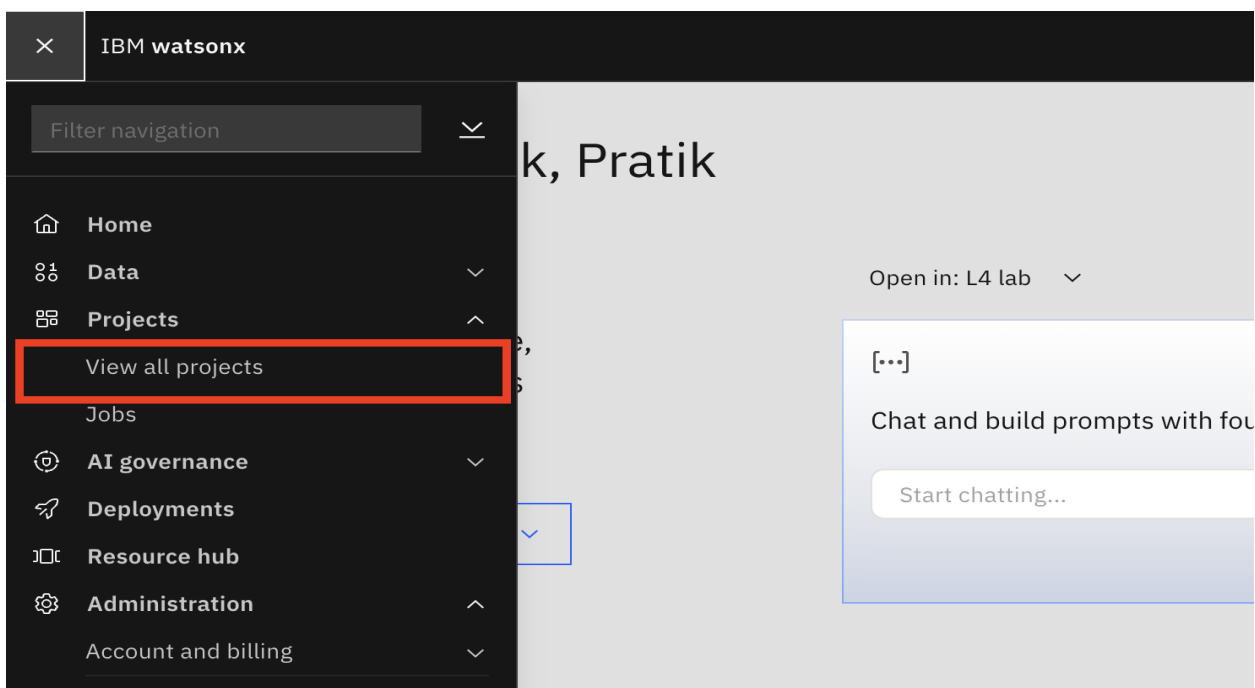 IBM watsonx
Filter navigation
k, Pratik
Home
Data
Projects
View all projects
Jobs
AI governance
Deployments
Resource hub
Administration
Account and billing
Open in: L4 lab
[...]
Chat and build prompts with fou
Start chatting...